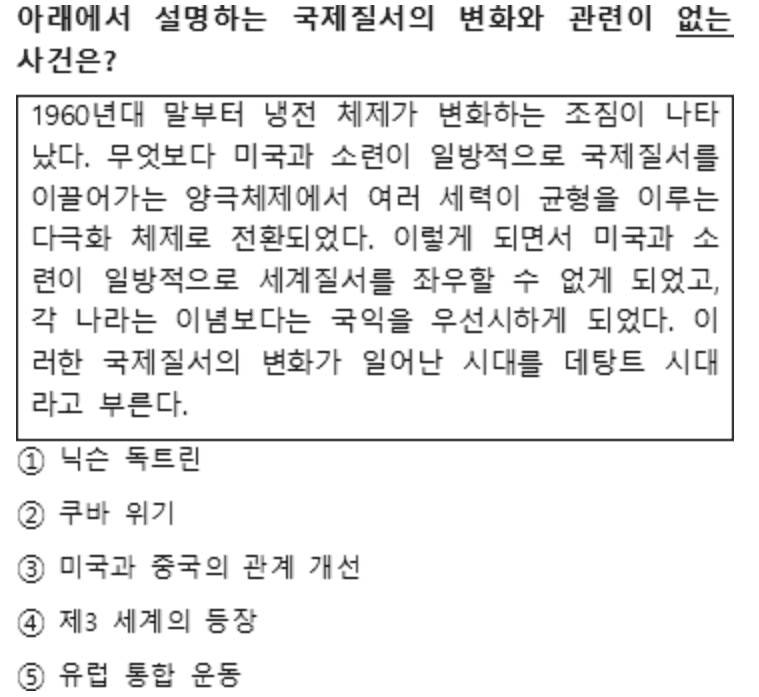 아래에서 설명하는 국제질서의 변화와 관련이 없는
사건은?
1960년대 말부터 냉전 체제가 변화하는 조짐이 나타
났다. 무엇보다 미국과 소련이 일방적으로 국제질서를
이끌어가는 양극체제에서 여러 세력이 균형을 이루는
다극화 체제로 전환되었다. 이렇게 되면서 미국과 소
련이 일방적으로 세계질서를 좌우할 수 없게 되었고,
각 나라는 이념보다는 국익을 우선시하게 되었다. 이
러한 국제질서의 변화가 일어난 시대를 데탕트 시대
라고 부른다.
① 닉슨 독트린
② 쿠바 위기
③ 미국과 중국의 관계 개선
④ 제3 세계의 등장
⑤ 유럽 통합 운동